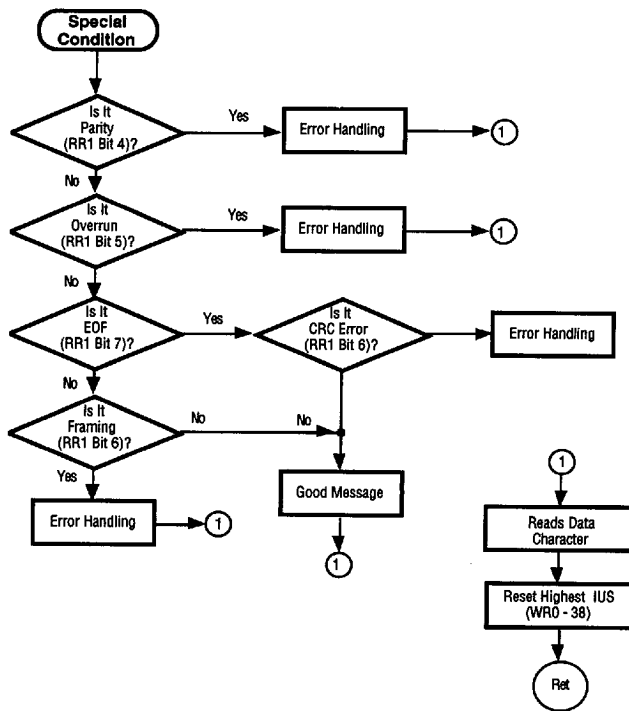 Special
Condition
Is It
Parity
(RR1 Bit 4)?
Yes
Error Handling
1
No
Is It
Overrun
(RR1 Bit 5)?
Yes
Error Handling
1
No
Is It
EOF
(RR1 Bit 7)?
Yes
Is It
CRC Error
(RR1 Bit 6)?
Error Handling
No
Is It
Framing
(RR1 Bit 6)?
No
No
Yes
Error Handling
1
Good Message
1
1
Reads Data
Character
Reset Highest IUS
(WR0 - 38)
Ret